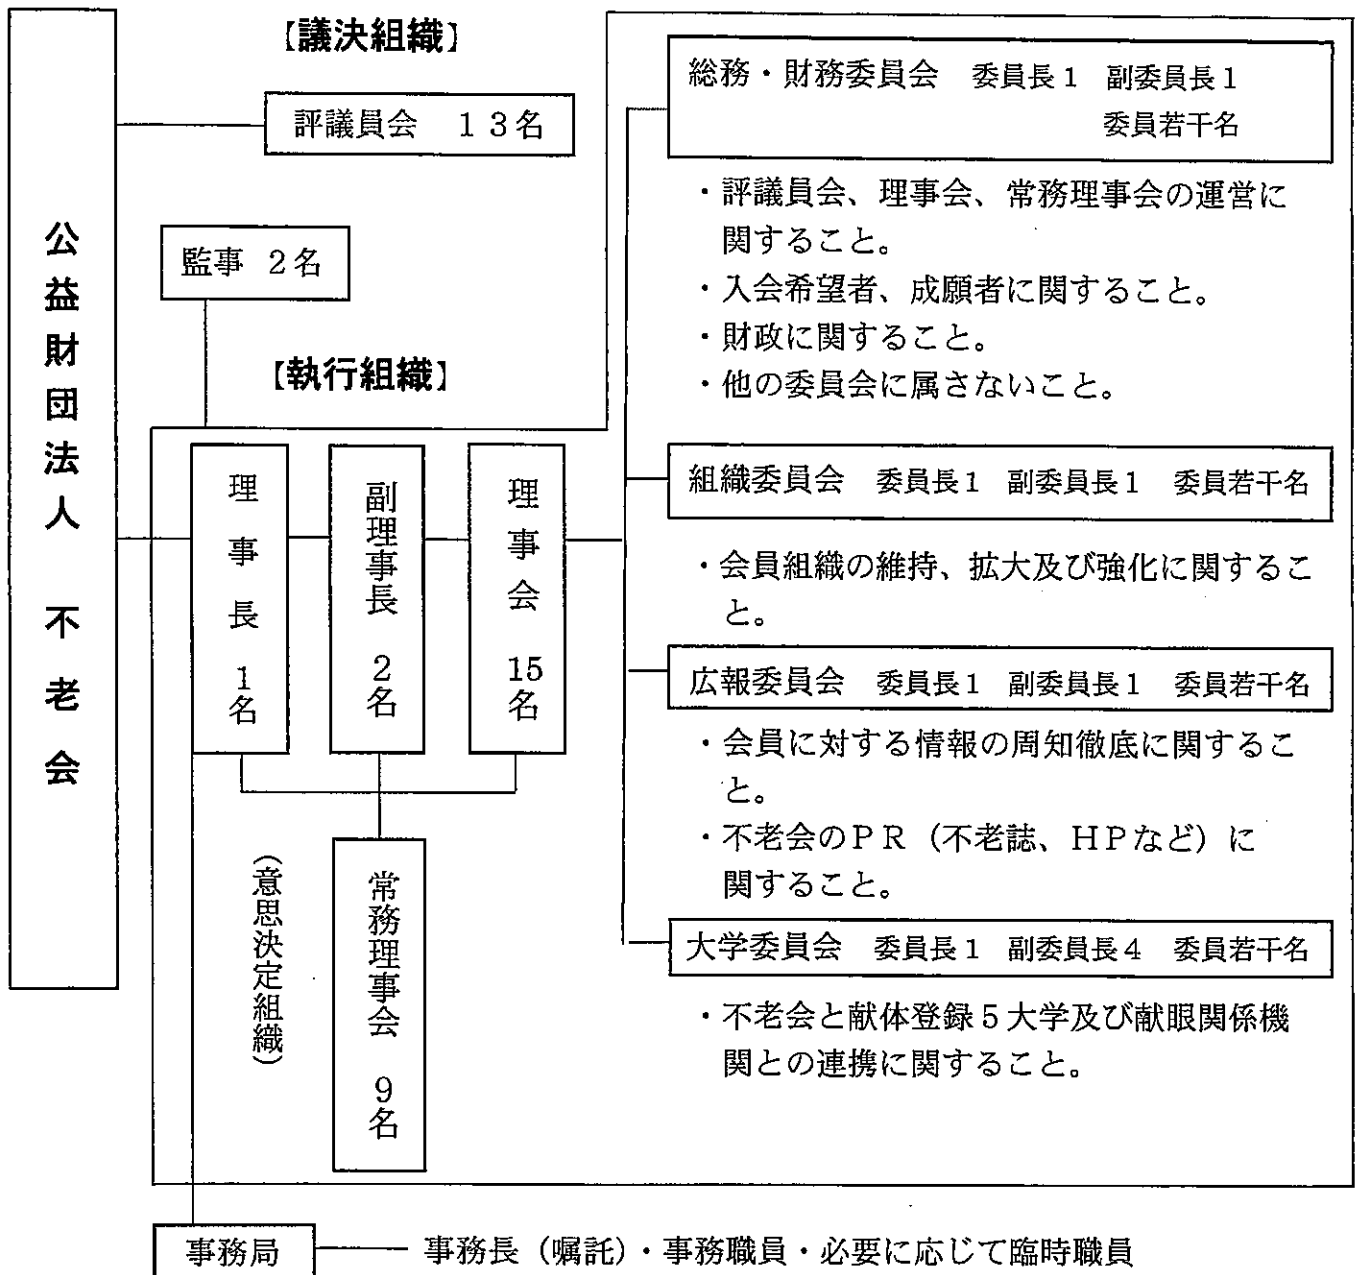 公益財団法人 不老会
【議決組織】
評議員会 13名
監事 2名
【執行組織】
理事長 1名
副理事長 2名
理事会 15名
(意思決定組織)
常務理事会 9名
総務・財務委員会 委員長1 副委員長1
委員若干名
・評議員会、理事会、常務理事会の運営に
関すること。
・入会希望者、成願者に関すること。
・財政に関すること。
・他の委員会に属さないこと。
組織委員会 委員長1 副委員長1 委員若干名
・会員組織の維持、拡大及び強化に関するこ
と。
広報委員会 委員長1 副委員長1 委員若干名
・会員に対する情報の周知徹底に関するこ
と。
・不老会のPR(不老誌、HPなど)に
関すること。
大学委員会 委員長1 副委員長4 委員若干名
・不老会と献体登録5大学及び献眼関係機
関との連携に関すること。
事務局 事務長(嘱託)・事務職員・必要に応じて臨時職員